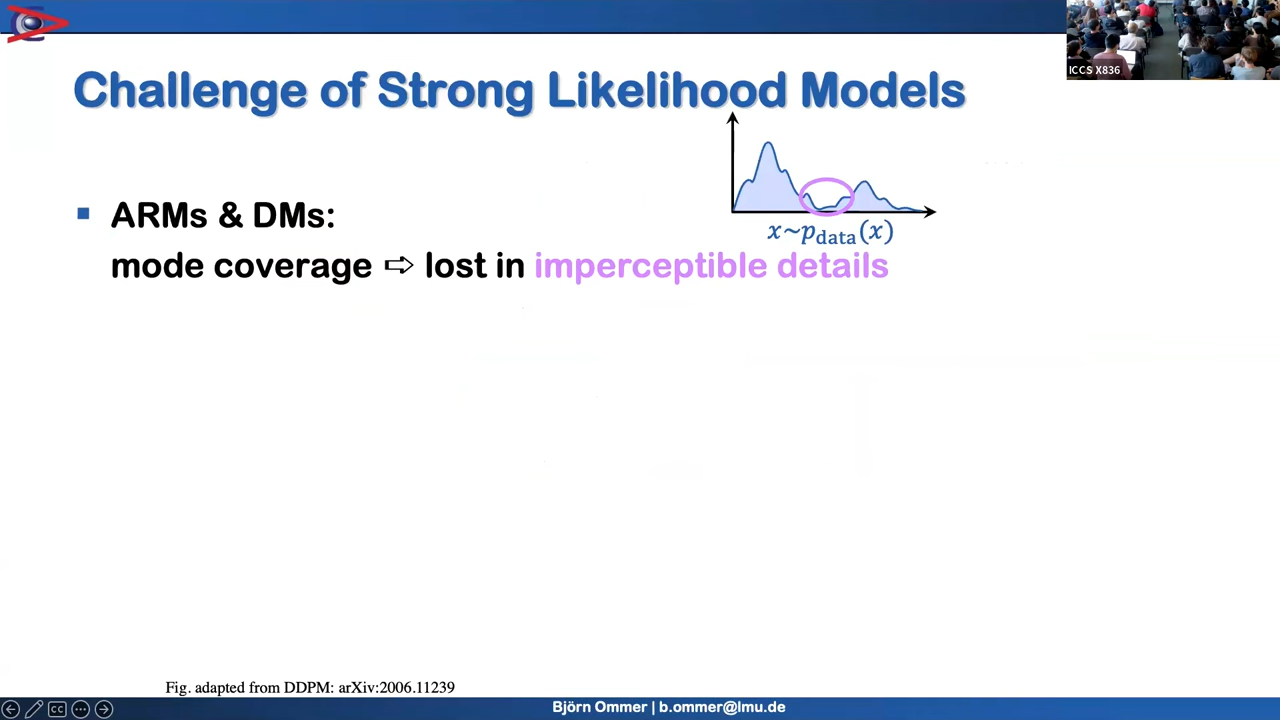 Challenge of Strong Likelihood Models
ICCS X836
▪ ARMs & DMs:
mode coverage ⇨ lost in imperceptible details
x~pdata(x)
Fig. adapted from DDPM: arXiv:2006.11239
CC
Björn Ommer | b.ommer@lmu.de